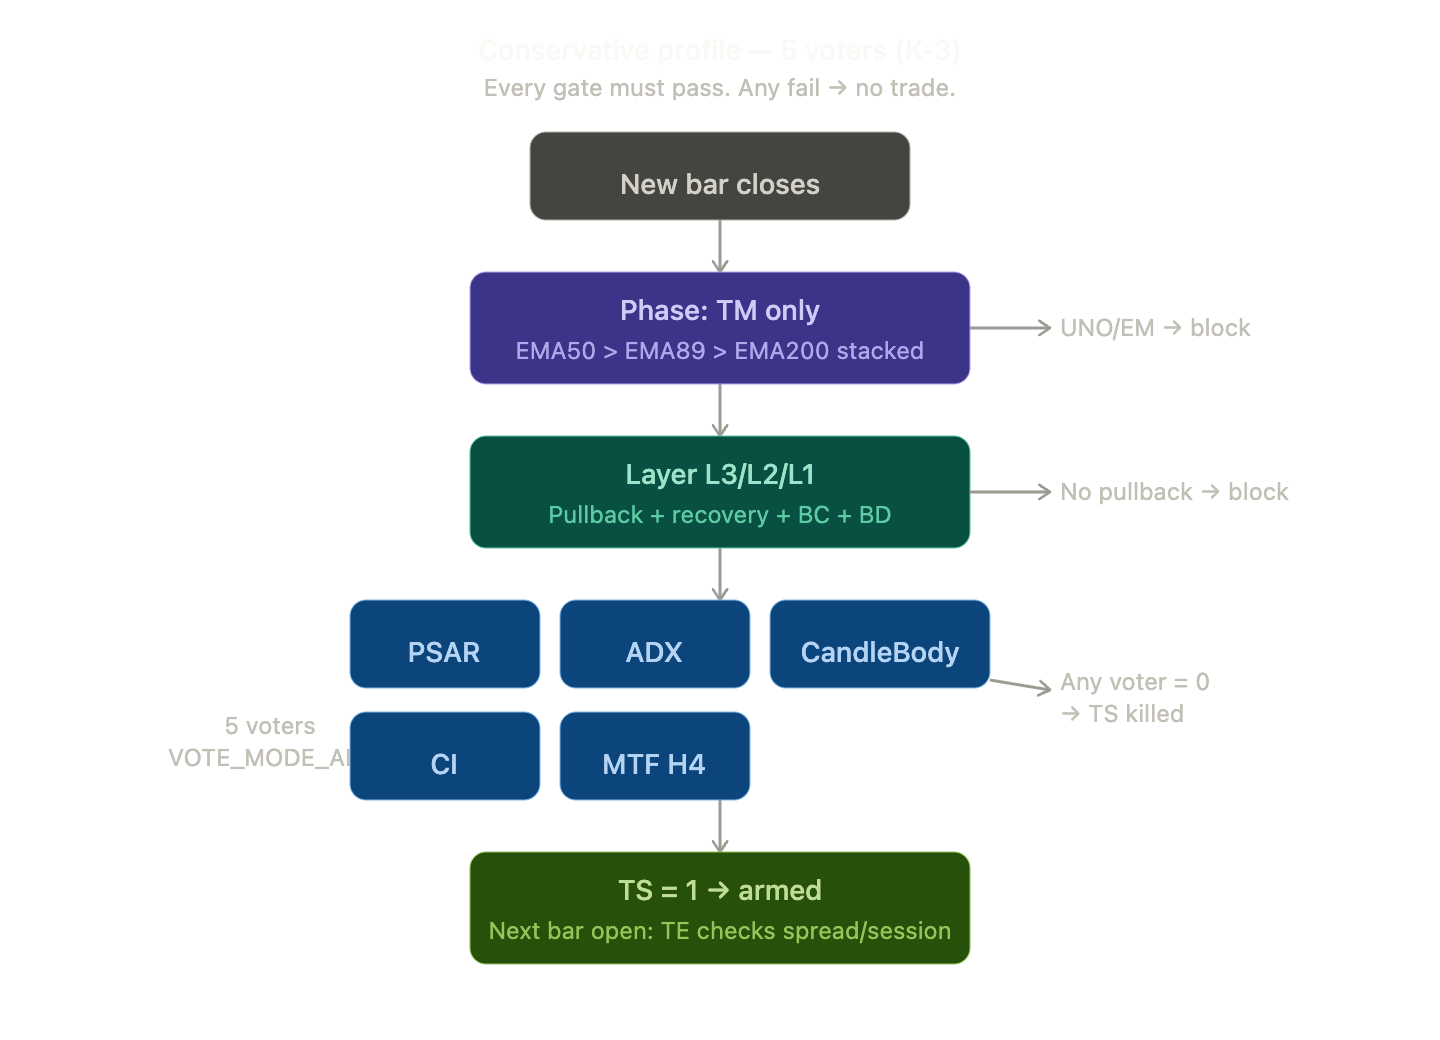 Conservative profile — 5 voters (K-3)
Every gate must pass. Any fail → no trade.
New bar closes
Phase: TM only
EMA50 > EMA89 > EMA200 stacked
UNO/EM → block
Layer L3/L2/L1
Pullback + recovery + BC + BD
No pullback → block
PSAR
ADX
CandleBody
Any voter = 0
→ TS killed
5 voters
VOTE_MODE_AL
CI
MTF H4
TS = 1 → armed
Next bar open: TE checks spread/session